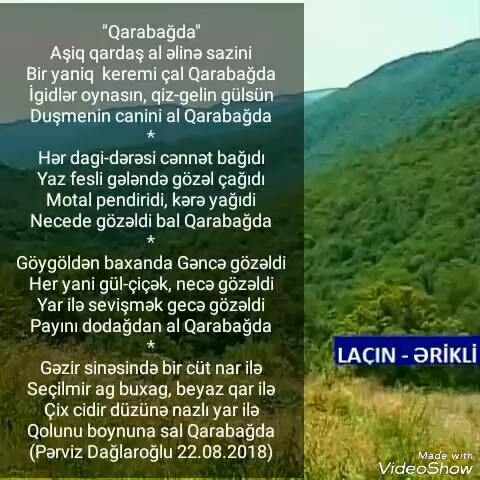 "Qarabağda"
Aşiq qardaş al əlinə sazini
Bir yaniq keremi çal Qarabağda
İgidlər oynasın, qiz-gelin gülsün
Duşmenin canini al Qarabağda
*
Hər dagi-dərəsi cənnət bağıdı
Yaz fesli gələndə gözəl çağıdı
Motal pendiridi, kərə yağıdi
Necede gözəldi bal Qarabağda
*
Göygöldən baxanda Gəncə gözəldi
Her yani gül-çiçək, necə gözəldi
Yar ilə sevişmək gecə gözəldi
Payını dodağdan al Qarabağda
*
Gəzir sinəsində bir cüt nar ilə
Seçilmir ag buxag, beyaz qar ilə
Çix cidir düzünə nazlı yar ilə
Qolunu boynuna sal Qarabağda
(Pərviz Dağlaroğlu 22.08.2018)
LAÇIN - ƏRİKLİ
Made with
VideoShow